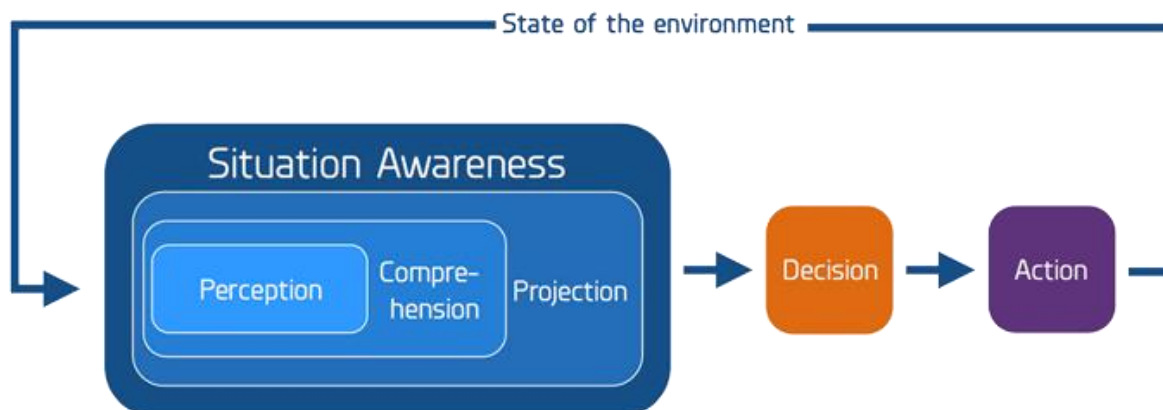 State of the environment
Situation Awareness
Perception
Compre-
hension
Projection
Decision
Action